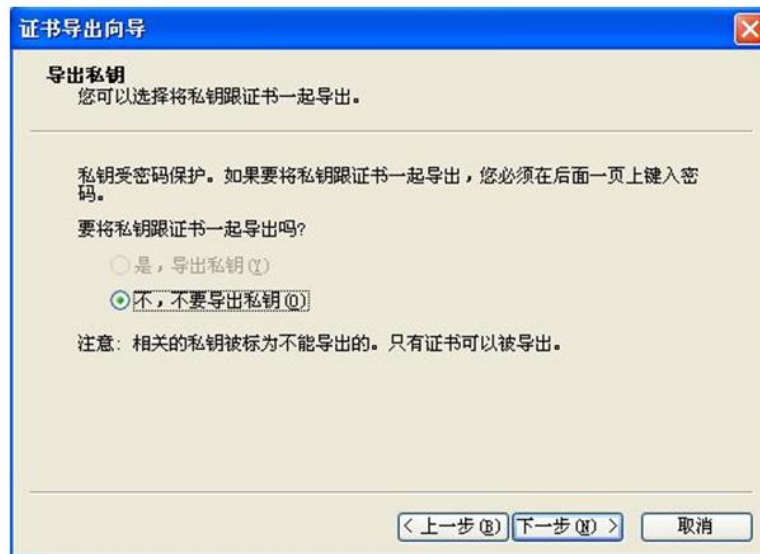 证书导出向导
导出私钥
您可以选择将私钥跟证书一起导出。
私钥受密码保护。如果要将私钥跟证书一起导出，您必须在后面一页上键入密
码。
要将私钥跟证书一起导出吗?
是，导出私钥(Y)
不，不要导出私钥(O)
注意: 相关的私钥被标为不能导出的。只有证书可以被导出。
< 上一步(B) 下一步(N) > 取消